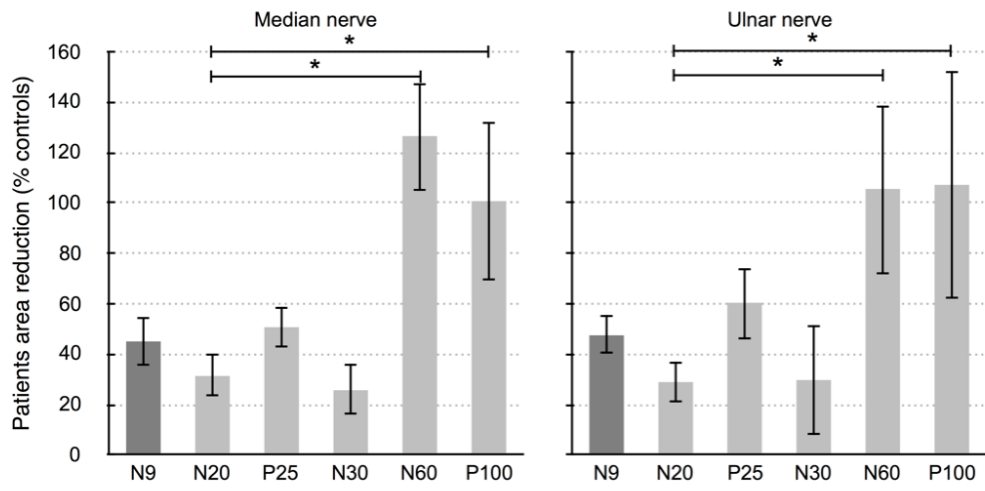 Median nerve
Ulnar nerve
Patients area reduction (% controls)
160
140
120
100
80
60
40
20
0
*
*
*
*
N9 N20 P25 N30 N60 P100
N9 N20 P25 N30 N60 P100